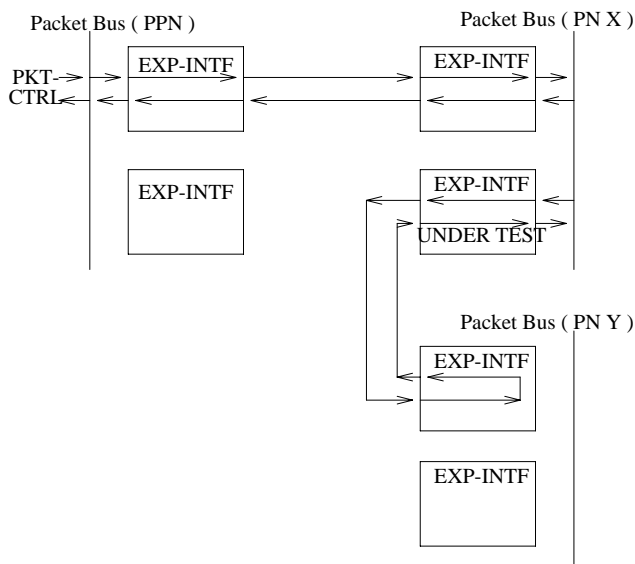 Packet Bus ( PPN )
Packet Bus ( PN X )
PKT-
CTRL
EXP-INTF
EXP-INTF
EXP-INTF
EXP-INTF
UNDER TEST
Packet Bus ( PN Y )
EXP-INTF
EXP-INTF